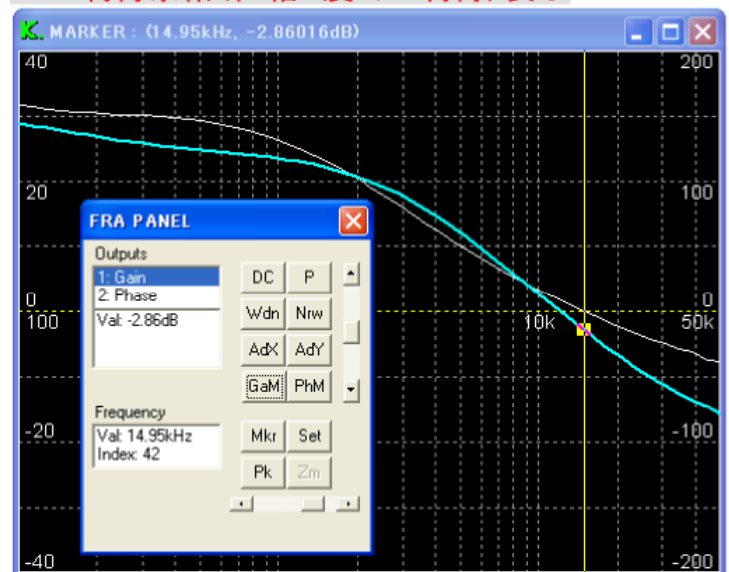 K. MARKER : (14.95kHz, -2.86016dB)
40
200
20
100
0
0
100
10k
50k
-20
-100
-40
-200
FRA PANEL
Outputs
1: Gain
2: Phase
Val: -2.86dB
DC
P
Wdn
Nrw
AdX
AdY
GaM
PhM
Frequency
Val: 14.95kHz
Index: 42
Mkr
Set
Pk
Zm